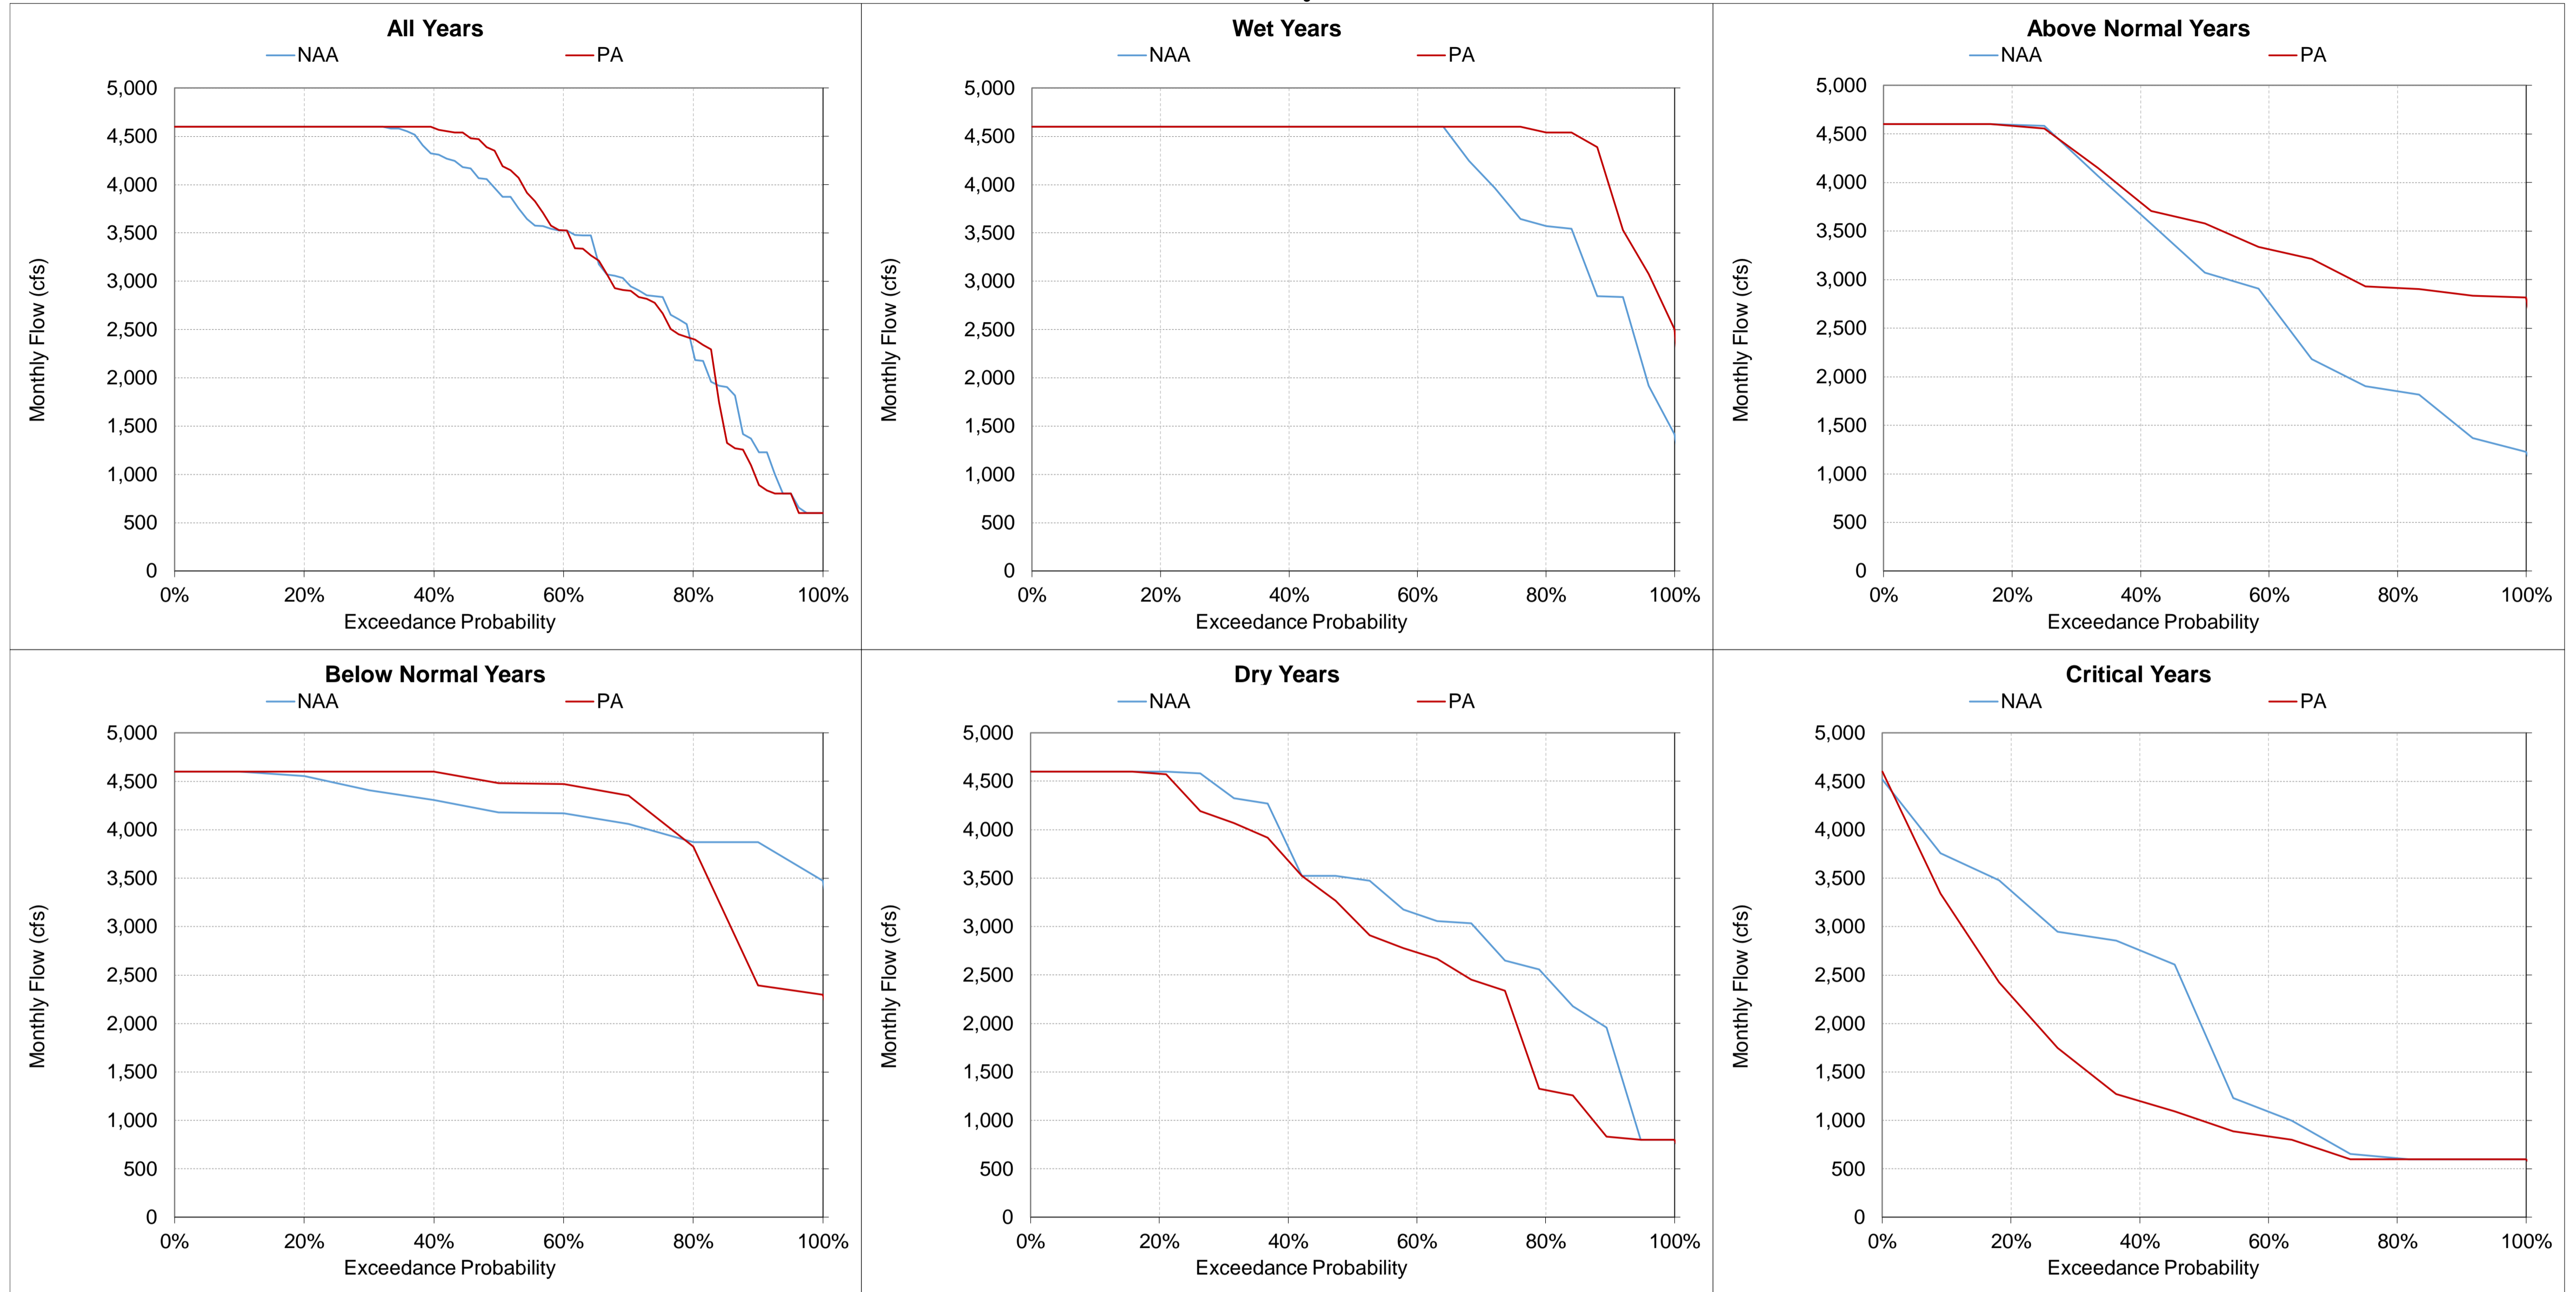 All Years
NAA PA
5,000
4,500
4,000
3,500
3,000
2,500
2,000
1,500
1,000
500
0
Monthly Flow (cfs)
0% 20% 40% 60% 80% 100%
Exceedance Probability
Wet Years
NAA PA
5,000
4,500
4,000
3,500
3,000
2,500
2,000
1,500
1,000
500
0
Monthly Flow (cfs)
0% 20% 40% 60% 80% 100%
Exceedance Probability
Above Normal Years
NAA PA
5,000
4,500
4,000
3,500
3,000
2,500
2,000
1,500
1,000
500
0
Monthly Flow (cfs)
0% 20% 40% 60% 80% 100%
Exceedance Probability
Below Normal Years
NAA PA
5,000
4,500
4,000
3,500
3,000
2,500
2,000
1,500
1,000
500
0
Monthly Flow (cfs)
0% 20% 40% 60% 80% 100%
Exceedance Probability
Dry Years
NAA PA
5,000
4,500
4,000
3,500
3,000
2,500
2,000
1,500
1,000
500
0
Monthly Flow (cfs)
0% 20% 40% 60% 80% 100%
Exceedance Probability
Critical Years
NAA PA
5,000
4,500
4,000
3,500
3,000
2,500
2,000
1,500
1,000
500
0
Monthly Flow (cfs)
0% 20% 40% 60% 80% 100%
Exceedance Probability